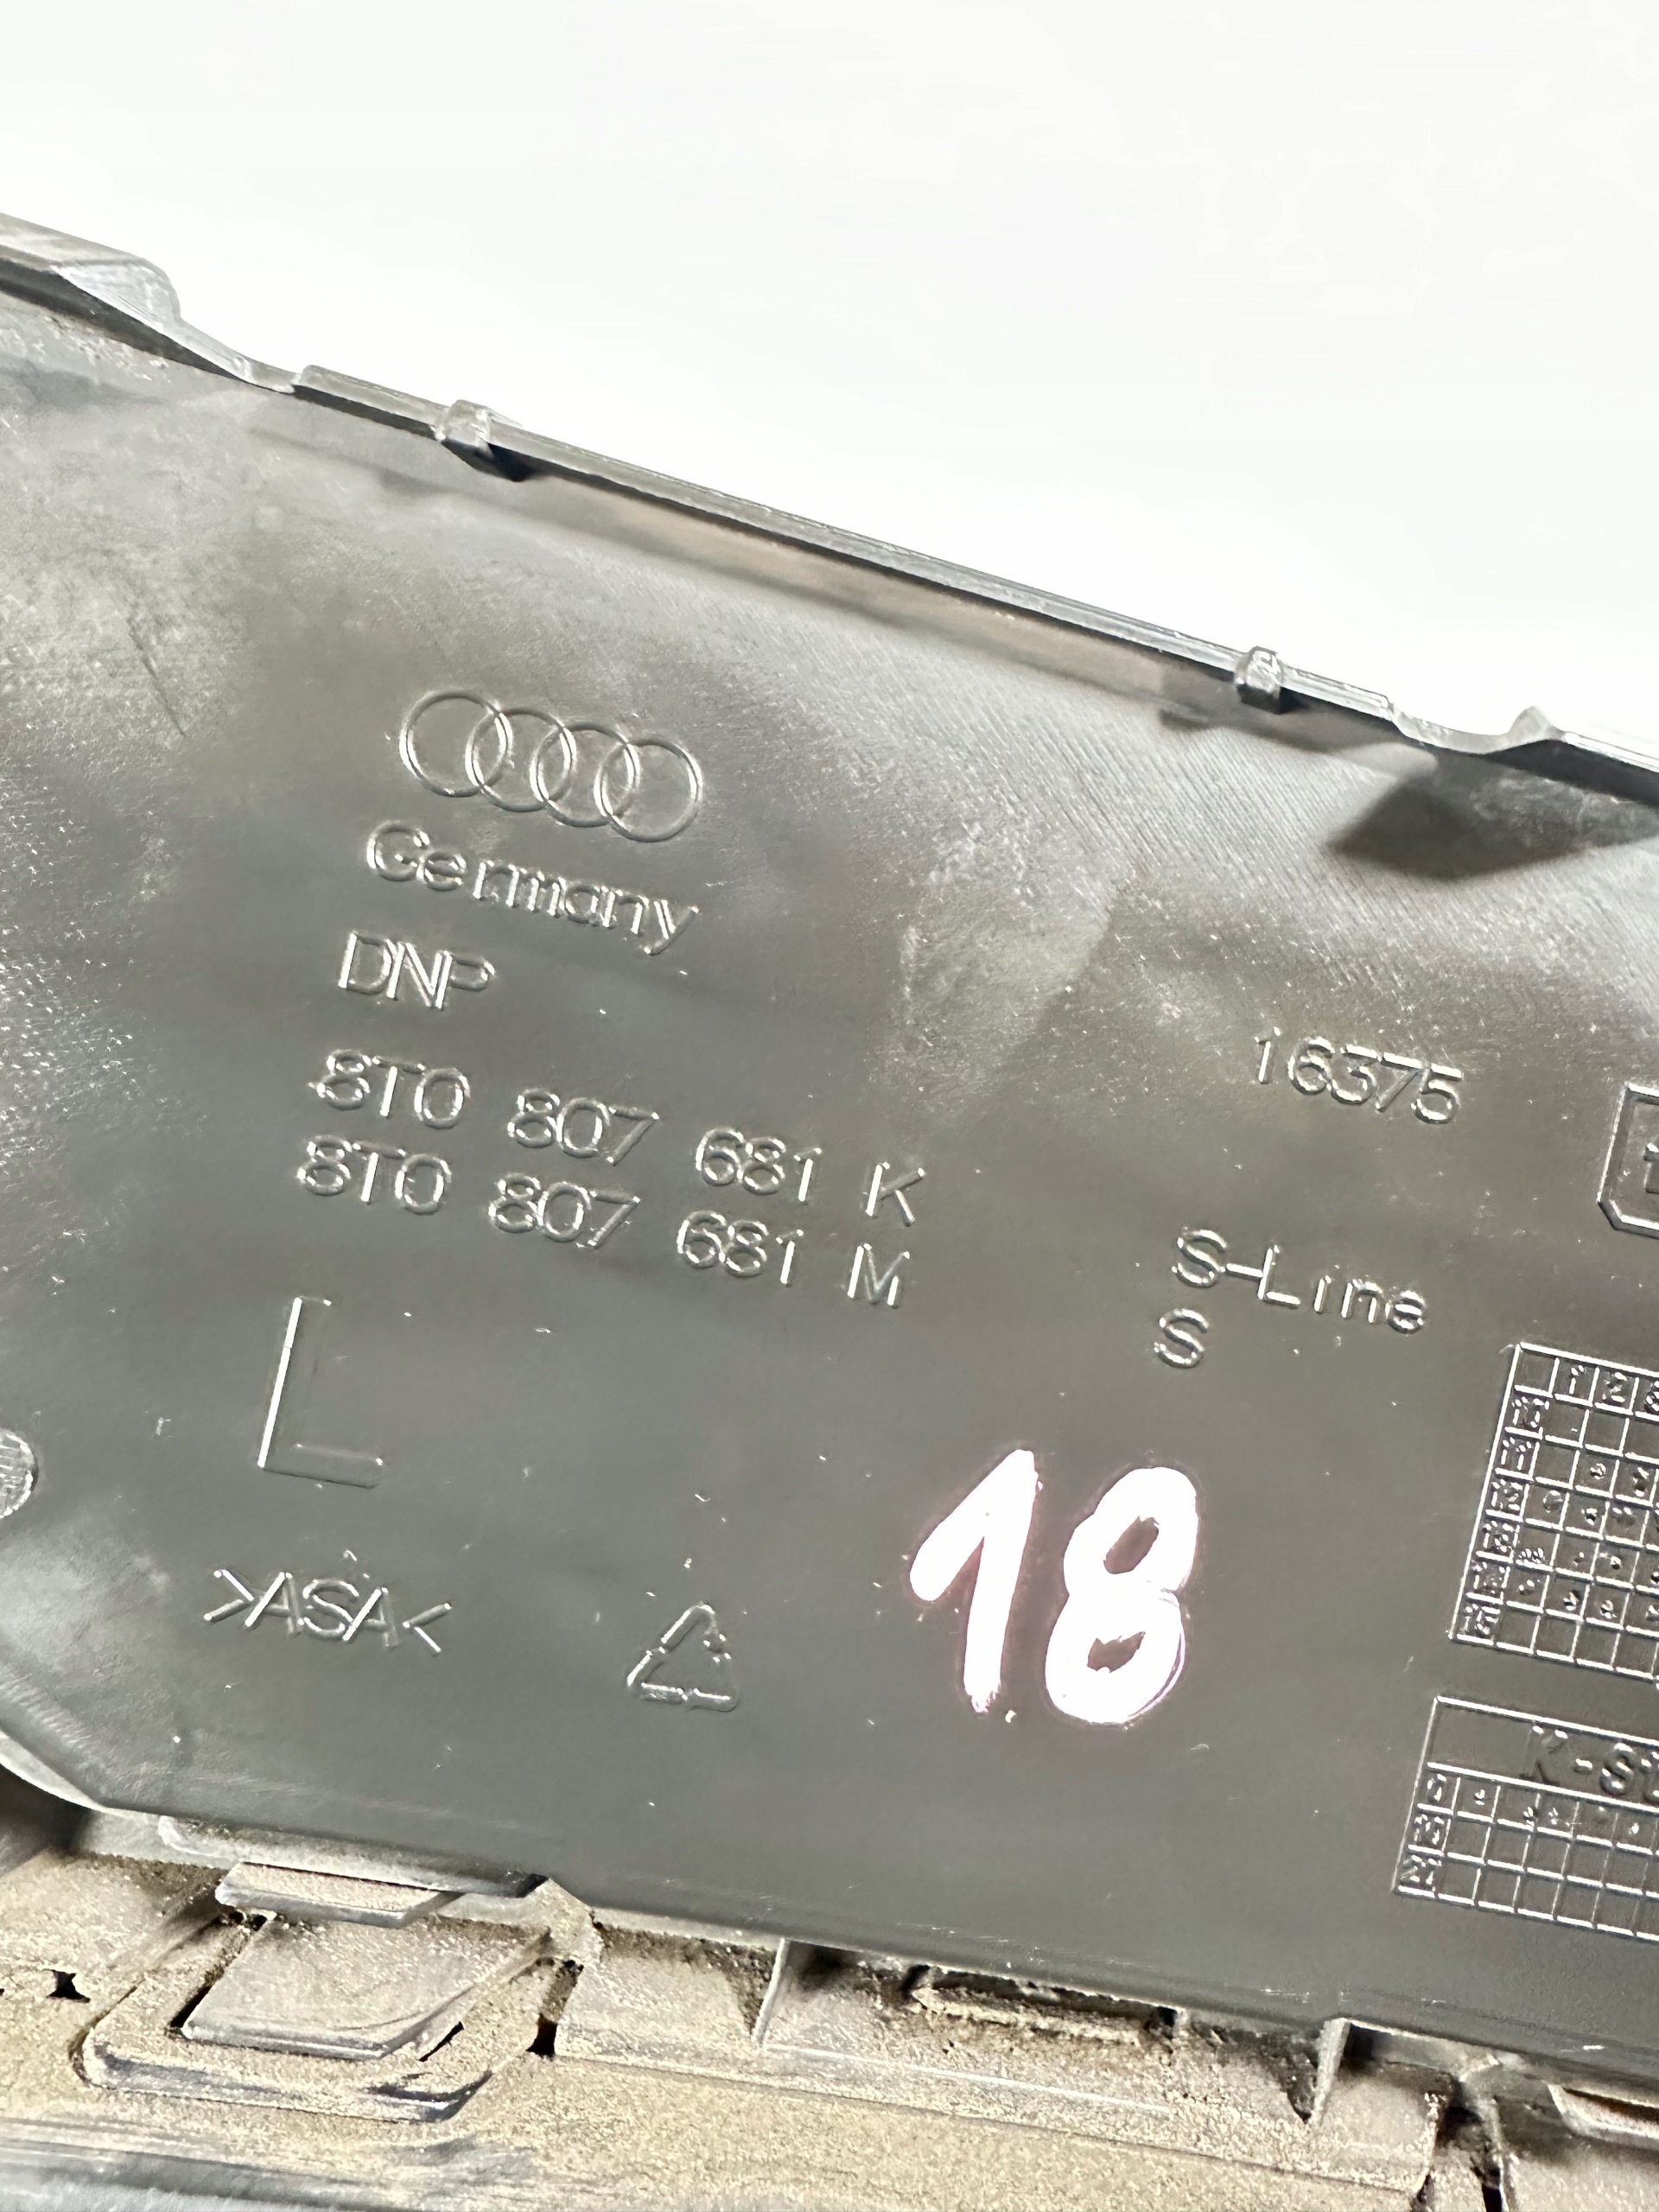 Germany
DNP
8T0 807 681 K
8T0 807 681 M
16375
S-Line
S
L
18
>ASA<